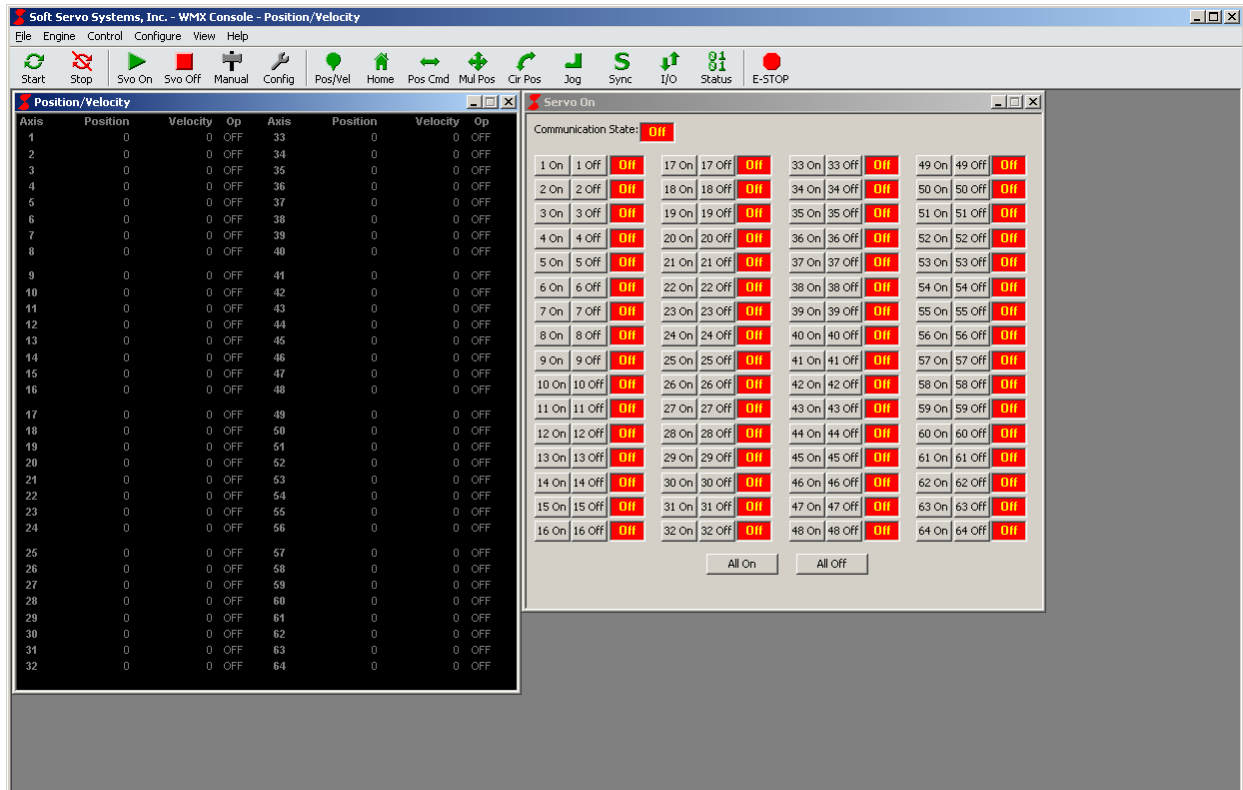 Soft Servo Systems, Inc. - WMX Console - Position/Velocity
File Engine Control Configure View Help
Start Stop Svo On Svo Off Manual Config Pos/Vel Home Pos Cmd Mul Pos Cir Pos Jog Sync I/O Status E-STOP
Position/Velocity
Axis Position Velocity Op Axis Position Velocity Op
1 0 0 OFF 33 0 0 OFF
2 0 0 OFF 34 0 0 OFF
3 0 0 OFF 35 0 0 OFF
4 0 0 OFF 36 0 0 OFF
5 0 0 OFF 37 0 0 OFF
6 0 0 OFF 38 0 0 OFF
7 0 0 OFF 39 0 0 OFF
8 0 0 OFF 40 0 0 OFF
9 0 0 OFF 41 0 0 OFF
10 0 0 OFF 42 0 0 OFF
11 0 0 OFF 43 0 0 OFF
12 0 0 OFF 44 0 0 OFF
13 0 0 OFF 45 0 0 OFF
14 0 0 OFF 46 0 0 OFF
15 0 0 OFF 47 0 0 OFF
16 0 0 OFF 48 0 0 OFF
17 0 0 OFF 49 0 0 OFF
18 0 0 OFF 50 0 0 OFF
19 0 0 OFF 51 0 0 OFF
20 0 0 OFF 52 0 0 OFF
21 0 0 OFF 53 0 0 OFF
22 0 0 OFF 54 0 0 OFF
23 0 0 OFF 55 0 0 OFF
24 0 0 OFF 56 0 0 OFF
25 0 0 OFF 57 0 0 OFF
26 0 0 OFF 58 0 0 OFF
27 0 0 OFF 59 0 0 OFF
28 0 0 OFF 60 0 0 OFF
29 0 0 OFF 61 0 0 OFF
30 0 0 OFF 62 0 0 OFF
31 0 0 OFF 63 0 0 OFF
32 0 0 OFF 64 0 0 OFF
Servo On
Communication State: Off
1 On 1 Off Off 17 On 17 Off Off 33 On 33 Off Off 49 On 49 Off Off
2 On 2 Off Off 18 On 18 Off Off 34 On 34 Off Off 50 On 50 Off Off
3 On 3 Off Off 19 On 19 Off Off 35 On 35 Off Off 51 On 51 Off Off
4 On 4 Off Off 20 On 20 Off Off 36 On 36 Off Off 52 On 52 Off Off
5 On 5 Off Off 21 On 21 Off Off 37 On 37 Off Off 53 On 53 Off Off
6 On 6 Off Off 22 On 22 Off Off 38 On 38 Off Off 54 On 54 Off Off
7 On 7 Off Off 23 On 23 Off Off 39 On 39 Off Off 55 On 55 Off Off
8 On 8 Off Off 24 On 24 Off Off 40 On 40 Off Off 56 On 56 Off Off
9 On 9 Off Off 25 On 25 Off Off 41 On 41 Off Off 57 On 57 Off Off
10 On 10 Off Off 26 On 26 Off Off 42 On 42 Off Off 58 On 58 Off Off
11 On 11 Off Off 27 On 27 Off Off 43 On 43 Off Off 59 On 59 Off Off
12 On 12 Off Off 28 On 28 Off Off 44 On 44 Off Off 60 On 60 Off Off
13 On 13 Off Off 29 On 29 Off Off 45 On 45 Off Off 61 On 61 Off Off
14 On 14 Off Off 30 On 30 Off Off 46 On 46 Off Off 62 On 62 Off Off
15 On 15 Off Off 31 On 31 Off Off 47 On 47 Off Off 63 On 63 Off Off
16 On 16 Off Off 32 On 32 Off Off 48 On 48 Off Off 64 On 64 Off Off
All On All Off